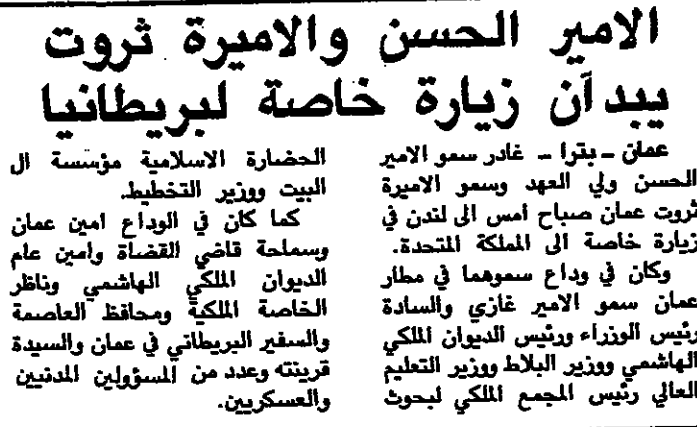 الامير الحسن والاميرة ثروت
يبدآن زيارة خاصة لبريطانيا
عمان ـ بترا ـ غادر سمو الامير
الحسن ولي العهد وسمو الاميرة
ثروت عمان صباح امس الى لندن في
زيارة خاصة الى المملكة المتحدة.
وكان في وداع سموهما في مطار
عمان سمو الامير غازي والسادة
رئيس الوزراء ورئيس الديوان الملكي
الهاشمي ووزير البلاط ووزير التعليم
العالي رئيس المجمع الملكي لبحوث
الحضارة الاسلامية مؤسسة ال
البيت ووزير التخطيط.
كما كان في الوداع امين عمان
وسماحة قاضي القضاة وامين عام
الديوان الملكي الهاشمي وناظر
الخاصة الملكية ومحافظ العاصمة
والسفير البريطاني في عمان والسيدة
قرينته وعدد من المسؤولين المدنيين
والعسكريين.